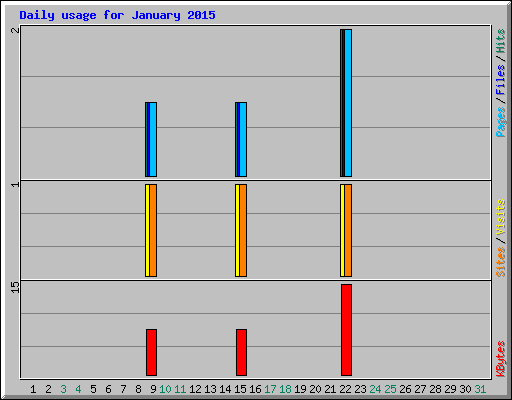 Daily usage for January 2015
2
Pages / Files / Hits
1
Sites / Visits
15
KBytes
1 2 3 4 5 6 7 8 9 10 11 12 13 14 15 16 17 18 19 20 21 22 23 24 25 26 27 28 29 30 31